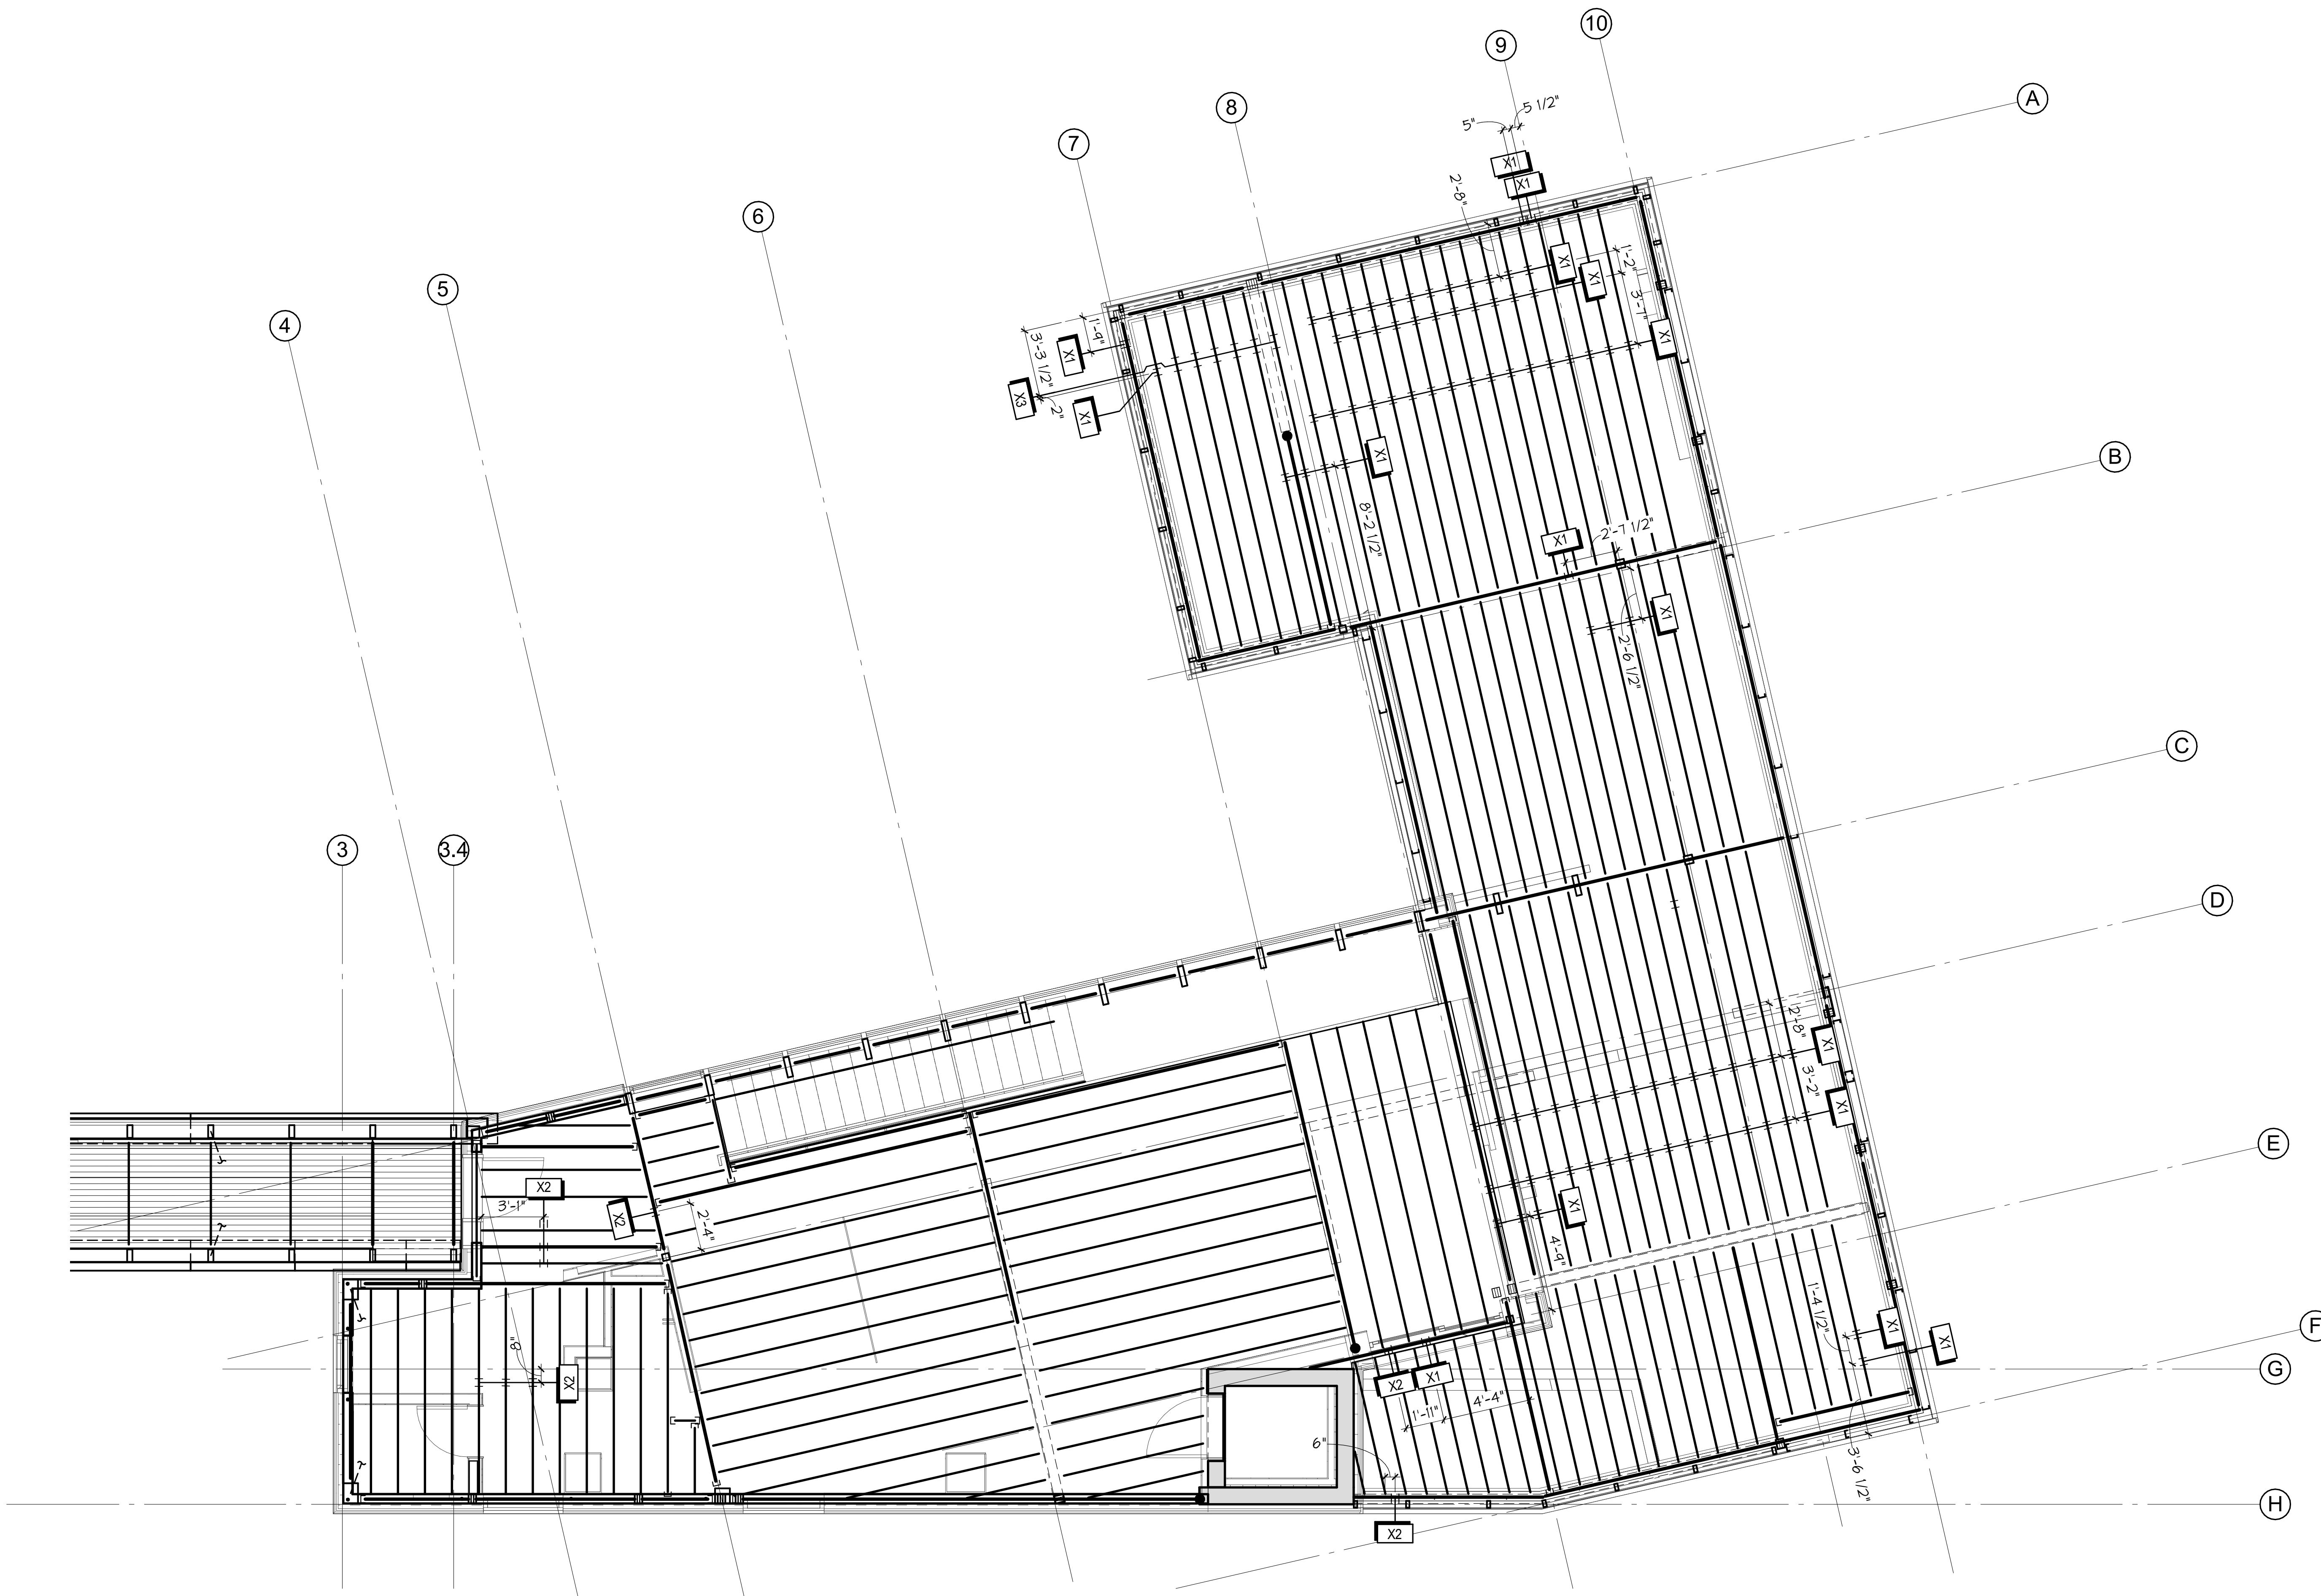 10
9
8
7
6
5
4
3
3.4
A
B
C
D
E
F
G
H
5 1/2"
5"
X1
X1
2'-8"
X1
X1
1'-2"
3'-7"
X1
1'-9"
X1
3'-3 1/2"
X3
2"
X1
X1
8'-2 1/2"
X1
2'-7 1/2"
X1
2'-6 1/2"
2'-8"
X1
3'-2"
X1
X1
4'-9"
X2
3'-1"
X2
2'-4"
8"
X2
X2
X1
1'-11"
4'-4"
6"
X2
1'-4 1/2"
X1
X1
3'-6 1/2"